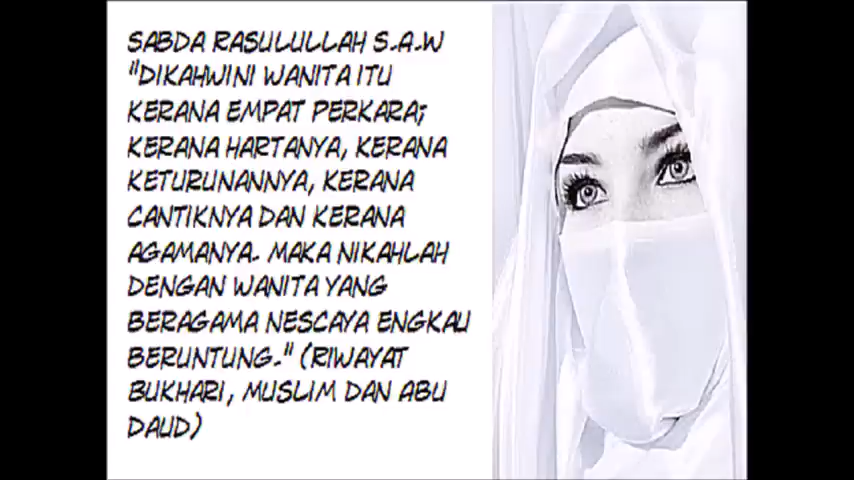 SABDA RASULULLAH S.A.W
"DIKAHWINI WANITA ITU
KERANA EMPAT PERKARA;
KERANA HARTANYA, KERANA
KETURUNANNYA, KERANA
CANTIKNYA DAN KERANA
AGAMANYA. MAKA NIKAHLAH
DENGAN WANITA YANG
BERAGAMA NESCAYA ENGKAU
BERUNTUNG." (RIWAYAT
BUKHARI, MUSLIM DAN ABU
DAUD)